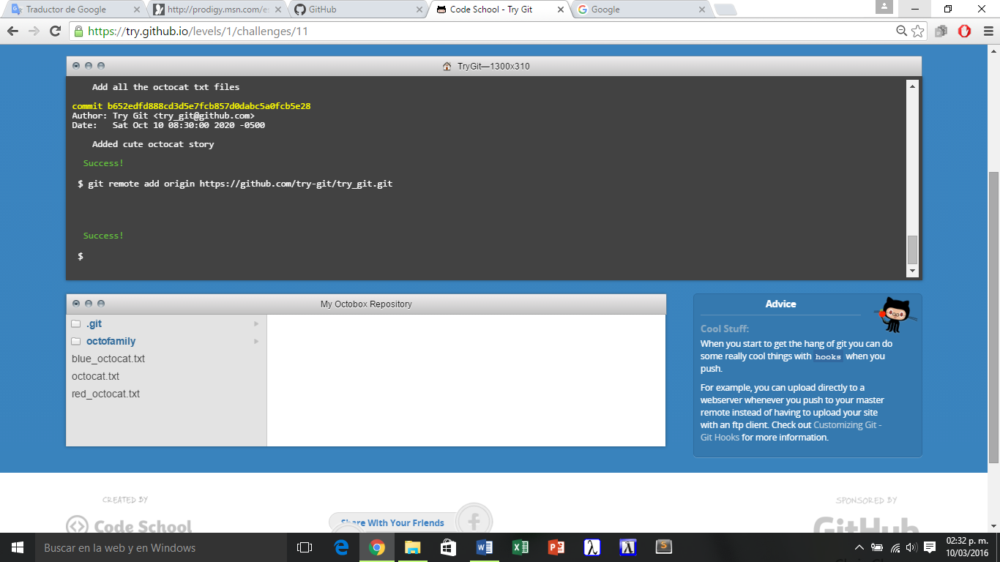 Traductor de Google
http://prodigy.msn.com/es
GitHub
Code School - Try Git
Google
https://try.github.io/levels/1/challenges/11
TryGit—1300x310
Add all the octocat txt files
commit b652edfd888cd3d5e7fcb857d0dabc5a0fcb5e28
Author: Try Git <try_git@github.com>
Date: Sat Oct 10 08:30:00 2020 -0500
Added cute octocat story
Success!
$ git remote add origin https://github.com/try-git/try_git.git
Success!
$
My Octobox Repository
.git
octofamily
blue_octocat.txt
octocat.txt
red_octocat.txt
Advice
Cool Stuff:
When you start to get the hang of git you can do
some really cool things with hooks when you
push.
For example, you can upload directly to a
webserver whenever you push to your master
remote instead of having to upload your site
with an ftp client. Check out Customizing Git -
Git Hooks for more information.
CREATED BY
Code School
Share With Your Friends
SPONSORED BY
GitHub
Buscar en la web y en Windows
02:32 p. m.
10/03/2016